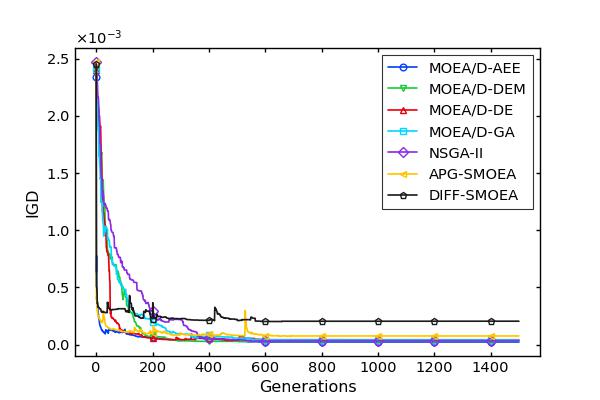 ×10⁻³
2.5
2.0
1.5
1.0
0.5
0.0
IGD
0 200 400 600 800 1000 1200 1400
Generations
MOEA/D-AEE
MOEA/D-DEM
MOEA/D-DE
MOEA/D-GA
NSGA-II
APG-SMOEA
DIFF-SMOEA